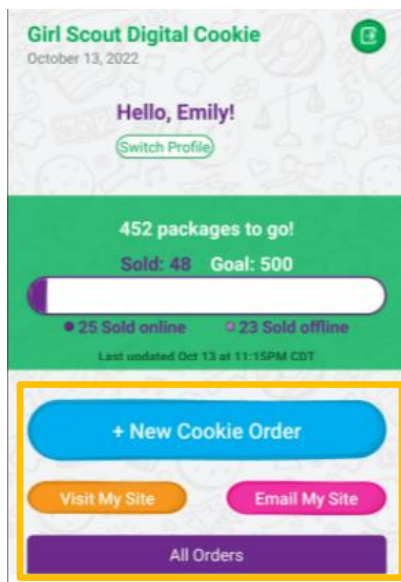 Girl Scout Digital Cookie
October 13, 2022
Hello, Emily!
Switch Profile
452 packages to go!
Sold: 48 Goal: 500
25 Sold online 23 Sold offline
Last updated Oct 13 at 11:15PM CDT
+ New Cookie Order
Visit My Site Email My Site
All Orders